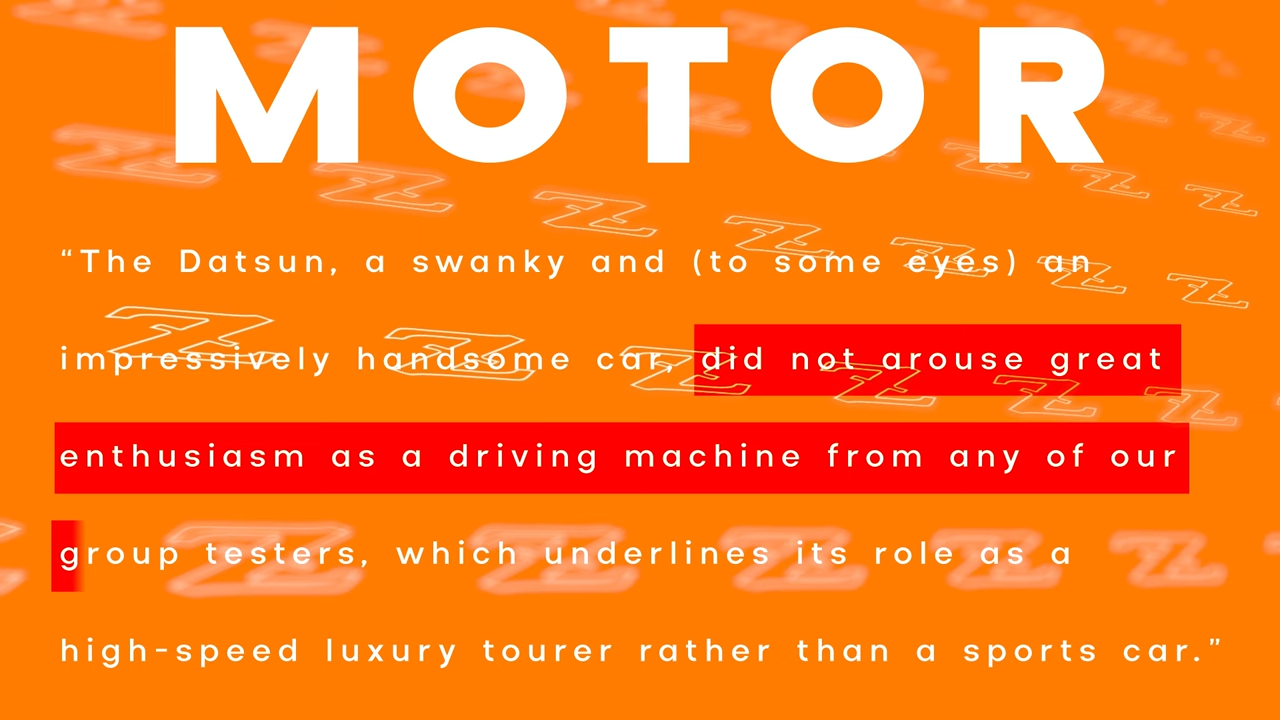 MOTOR
“The Datsun, a swanky and (to some eyes) an
impressively handsome car, did not arouse great
enthusiasm as a driving machine from any of our
group testers, which underlines its role as a
high-speed luxury tourer rather than a sports car.”